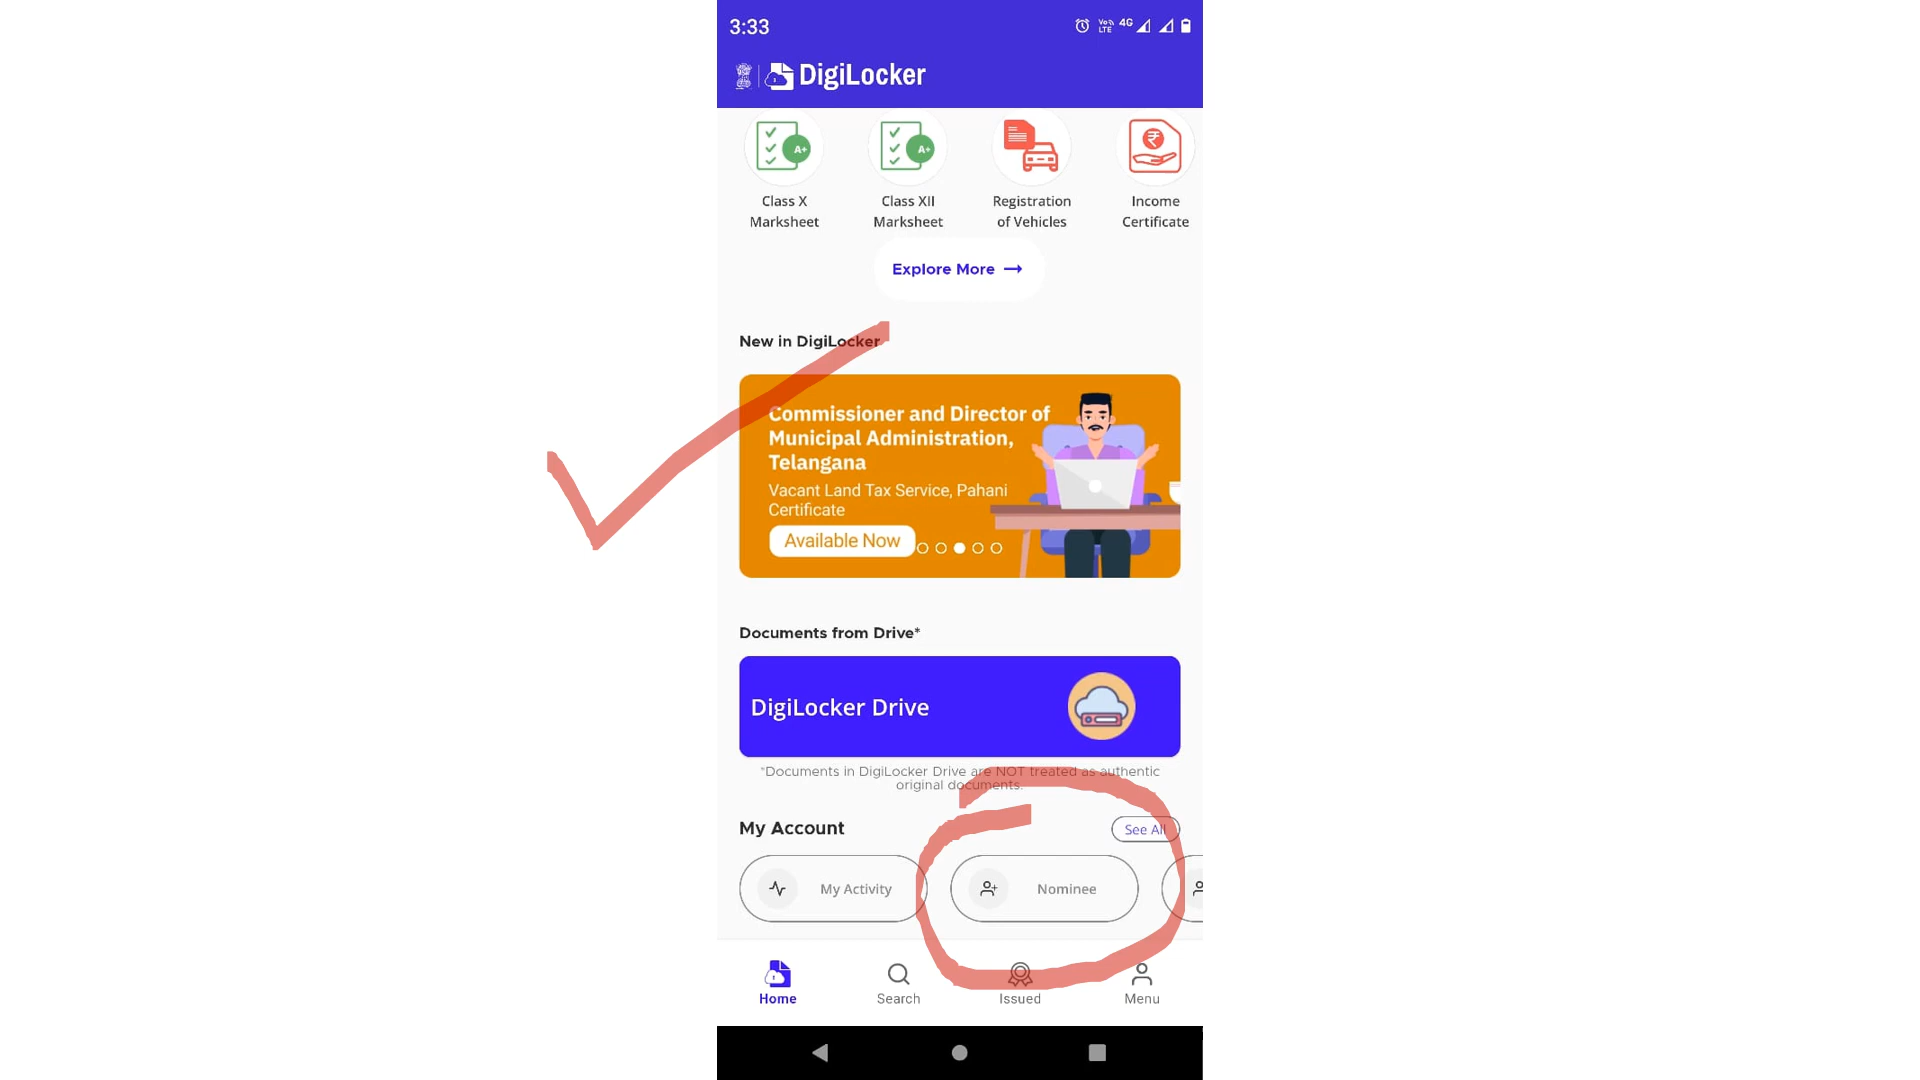 3:33
Vo)) LTE 4G
DigiLocker
A+
A+
₹
Class X
Marksheet
Class XII
Marksheet
Registration
of Vehicles
Income
Certificate
Explore More →
New in DigiLocker
Commissioner and Director of
Municipal Administration,
Telangana
Vacant Land Tax Service, Pahani
Certificate
Available Now
Documents from Drive*
DigiLocker Drive
*Documents in DigiLocker Drive are NOT treated as authentic
original documents.
My Account
See All
My Activity
Nominee
Home
Search
Issued
Menu